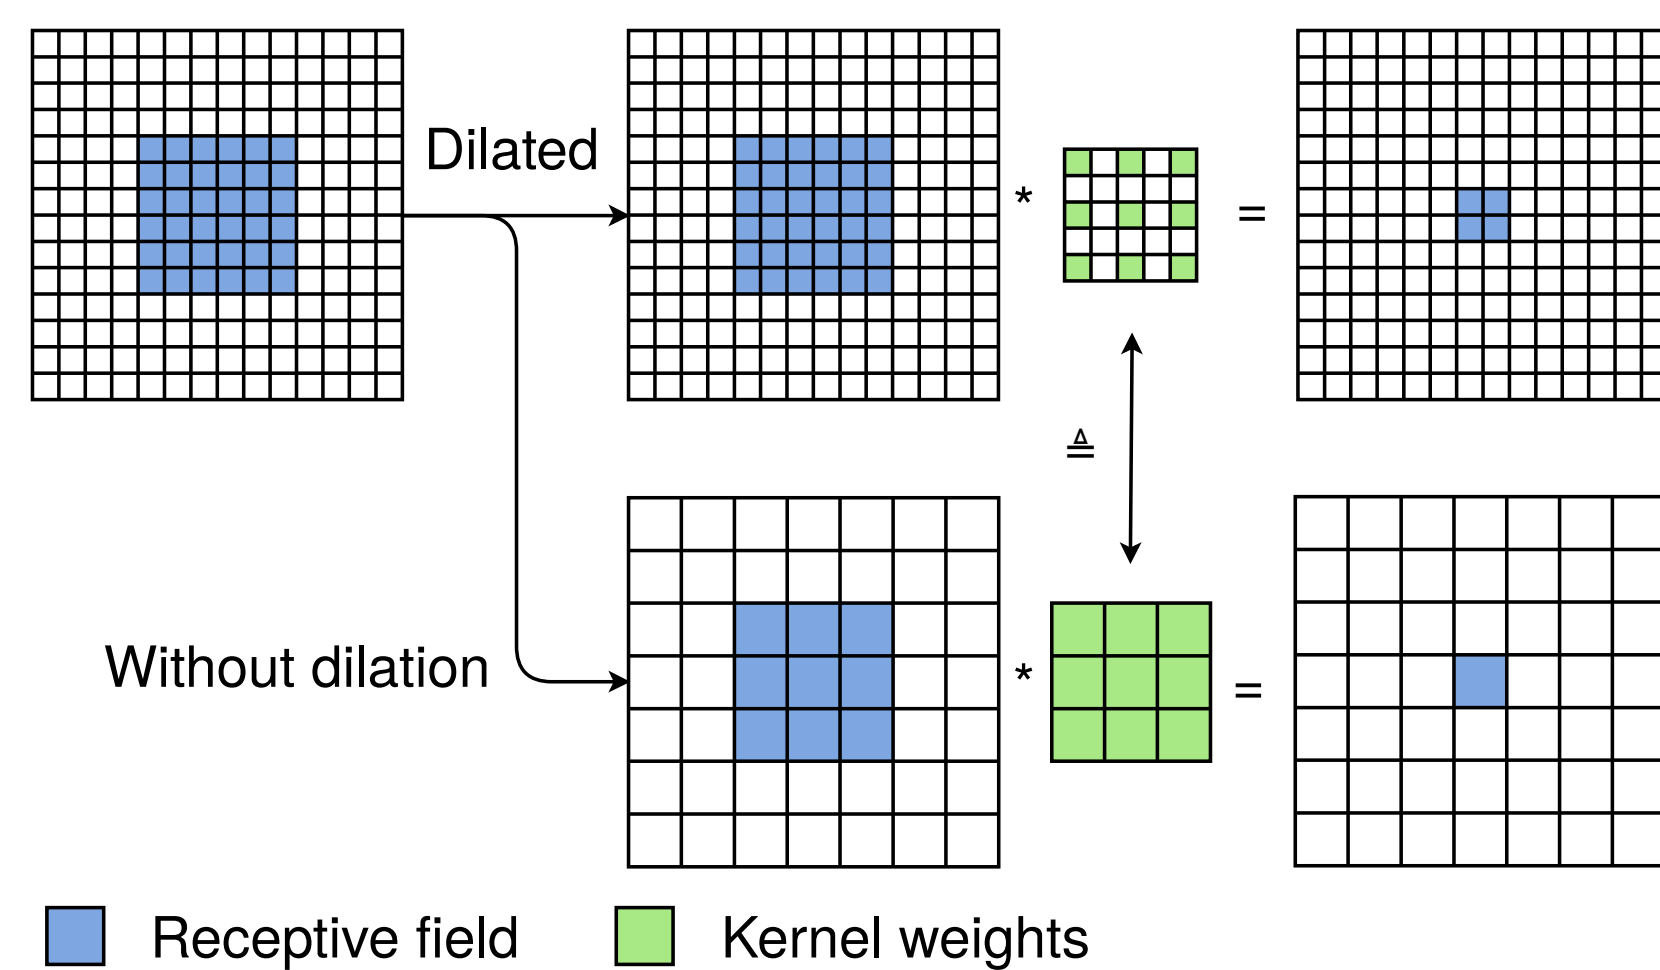 Dilated
*
=
≜
Without dilation
*
=
Receptive field
Kernel weights